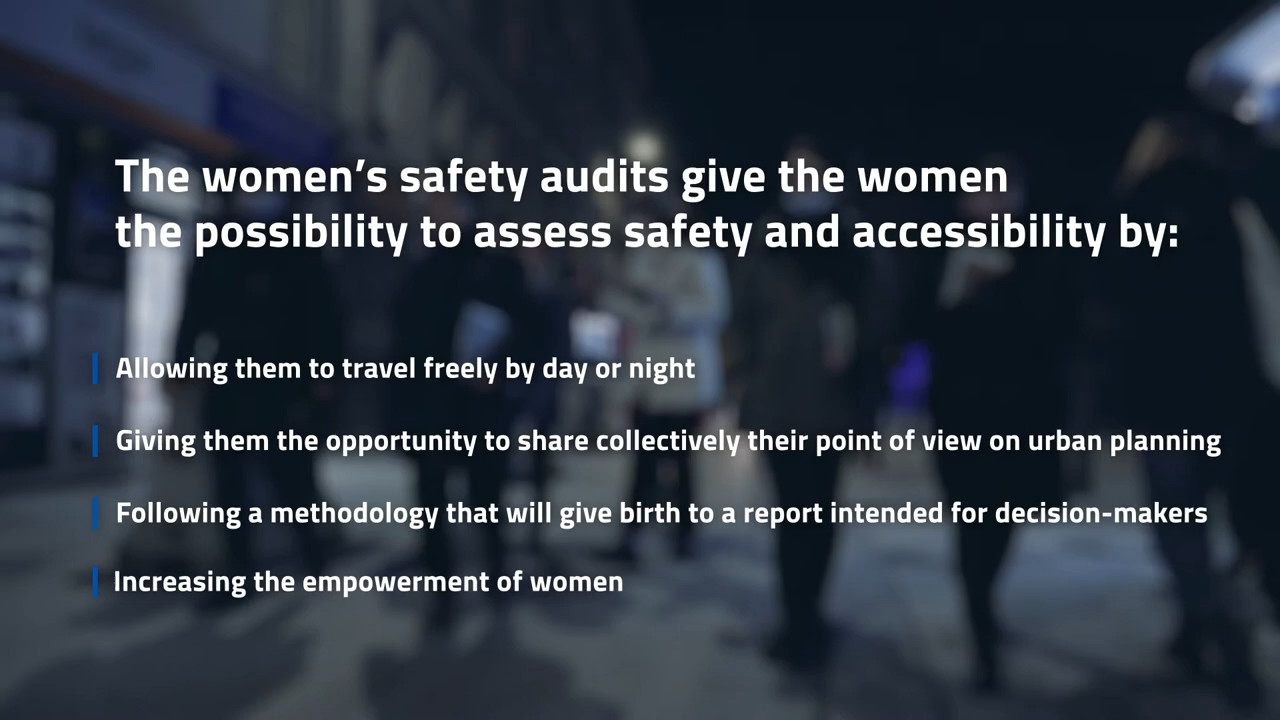 The women’s safety audits give the women
the possibility to assess safety and accessibility by:
Allowing them to travel freely by day or night
Giving them the opportunity to share collectively their point of view on urban planning
Following a methodology that will give birth to a report intended for decision-makers
Increasing the empowerment of women